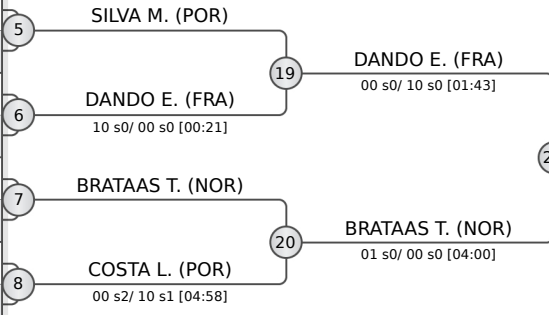 5
SILVA M. (POR)
19
DANDO E. (FRA)
00 s0/ 10 s0 [01:43]
6
DANDO E. (FRA)
10 s0/ 00 s0 [00:21]
7
BRATAAS T. (NOR)
20
BRATAAS T. (NOR)
01 s0/ 00 s0 [04:00]
8
COSTA L. (POR)
00 s2/ 10 s1 [04:58]